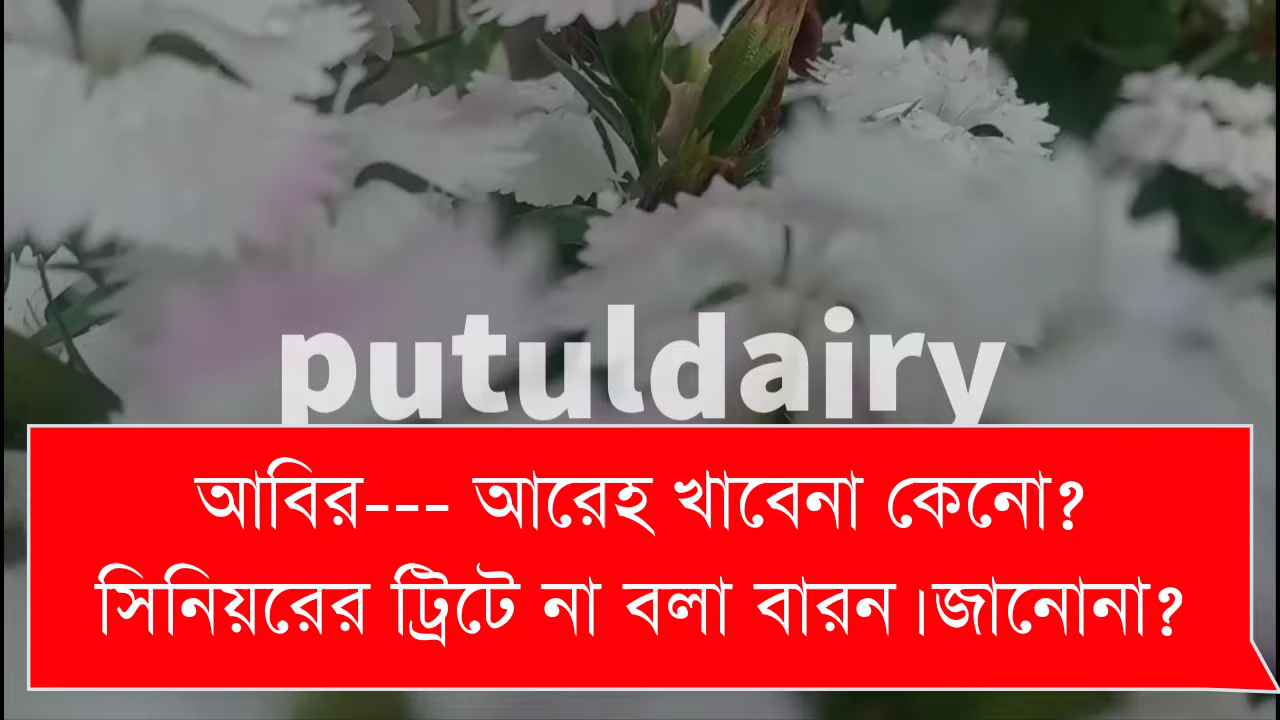 putuldairy
আবির--- আরেহ খাবেনা কেনো?
সিনিয়রের ট্রিটে না বলা বারন।জানোনা?